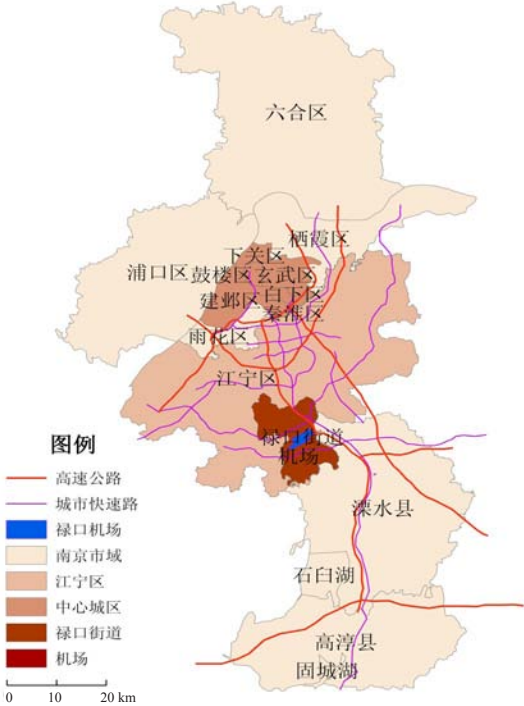 六合区
栖霞区
下关区
浦口区
鼓楼区
玄武区
建邺区
白下区
秦淮区
雨花区
江宁区
禄口街道
机场
溧水县
石臼湖
高淳县
固城湖
图例
高速公路
城市快速路
禄口机场
南京市域
江宁区
中心城区
禄口街道
机场
0 10 20 km